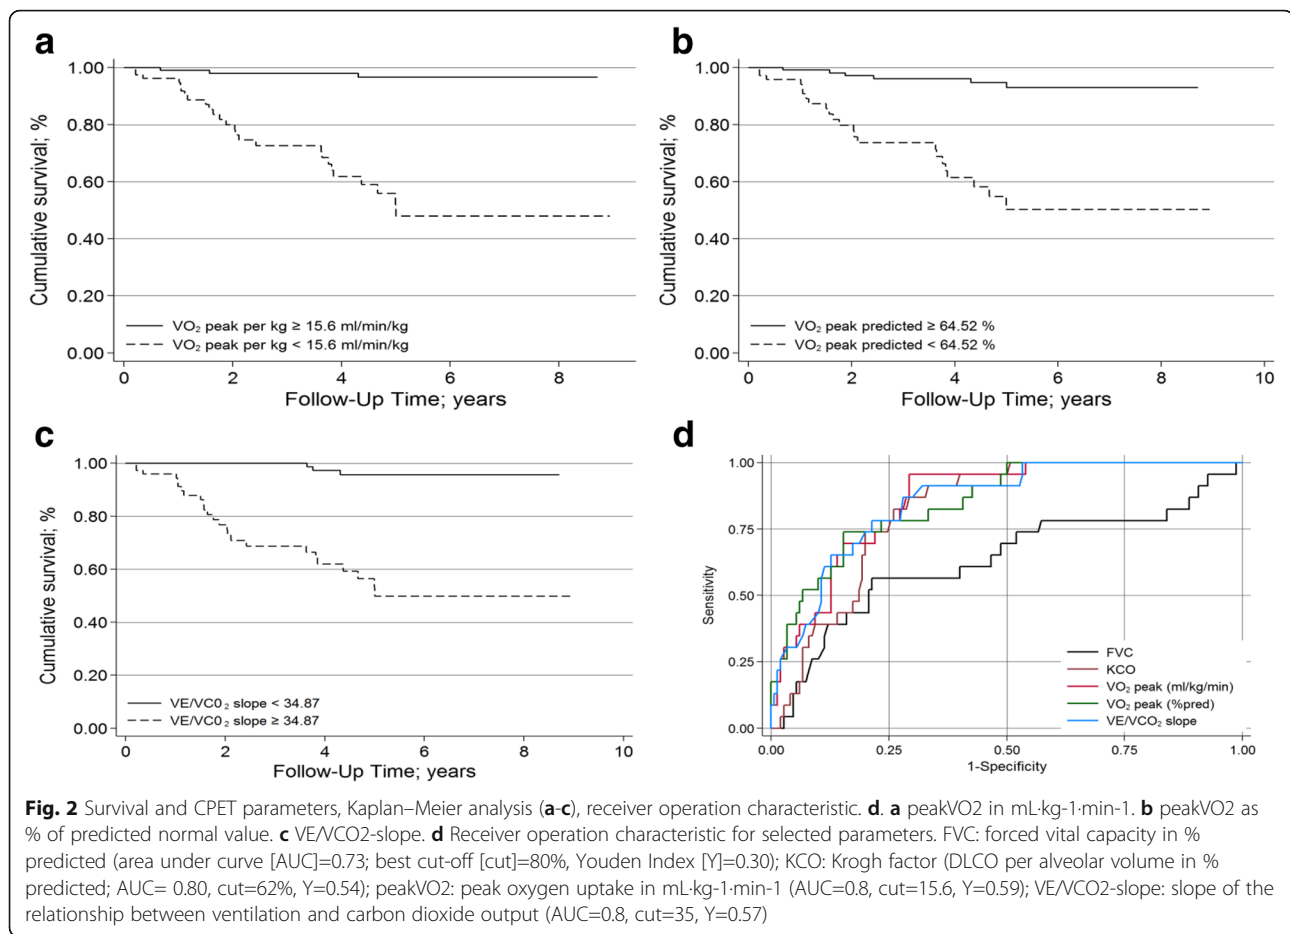 a
1.00
0.80
0.60
0.40
0.20
0.00
Cumulative survival; %
VO₂ peak per kg ≥ 15.6 ml/min/kg
VO₂ peak per kg < 15.6 ml/min/kg
0 2 4 6 8
Follow-Up Time; years
b
1.00
0.80
0.60
0.40
0.20
0.00
Cumulative survival; %
VO₂ peak predicted ≥ 64.52 %
VO₂ peak predicted < 64.52 %
0 2 4 6 8 10
Follow-Up Time; years
c
1.00
0.80
0.60
0.40
0.20
0.00
Cumulative survival; %
VE/VC0₂ slope < 34.87
VE/VC0₂ slope ≥ 34.87
0 2 4 6 8 10
Follow-Up Time; years
d
1.00
0.75
0.50
0.25
0.00
Sensitivity
FVC
KCO
VO₂ peak (ml/kg/min)
VO₂ peak (%pred)
VE/VCO₂ slope
0.00 0.25 0.50 0.75 1.00
1-Specificity
Fig. 2 Survival and CPET parameters, Kaplan–Meier analysis (a-c), receiver operation characteristic. d. a peakVO2 in mL·kg-1·min-1. b peakVO2 as
% of predicted normal value. c VE/VCO2-slope. d Receiver operation characteristic for selected parameters. FVC: forced vital capacity in %
predicted (area under curve [AUC]=0.73; best cut-off [cut]=80%, Youden Index [Y]=0.30); KCO: Krogh factor (DLCO per alveolar volume in %
predicted; AUC= 0.80, cut=62%, Y=0.54); peakVO2: peak oxygen uptake in mL·kg-1·min-1 (AUC=0.8, cut=15.6, Y=0.59); VE/VCO2-slope: slope of the
relationship between ventilation and carbon dioxide output (AUC=0.8, cut=35, Y=0.57)